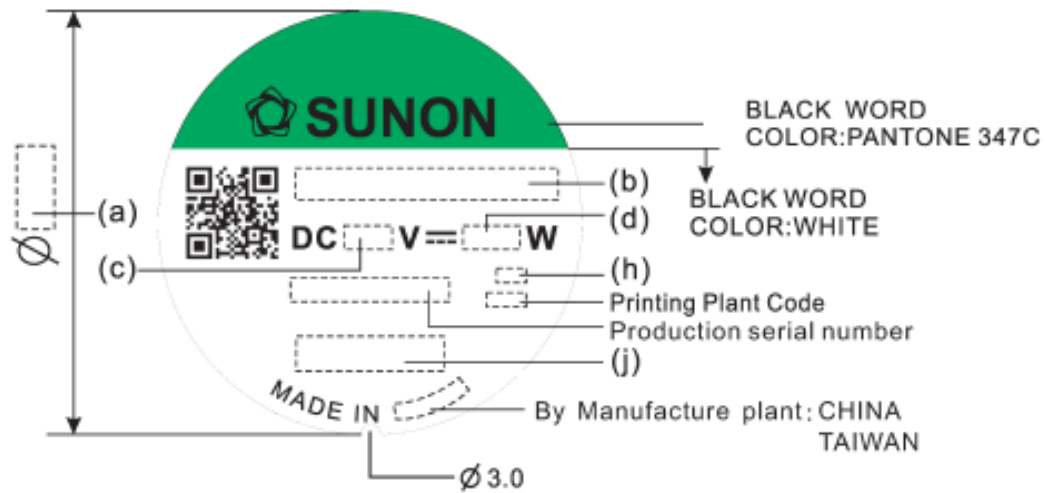 SUNON
BLACK WORD
COLOR:PANTONE 347C
(b)
BLACK WORD
COLOR:WHITE
(a)
Ø
(d)
DC V W
(c)
(h)
Printing Plant Code
Production serial number
(j)
MADE IN
By Manufacture plant: CHINA
TAIWAN
Ø 3.0